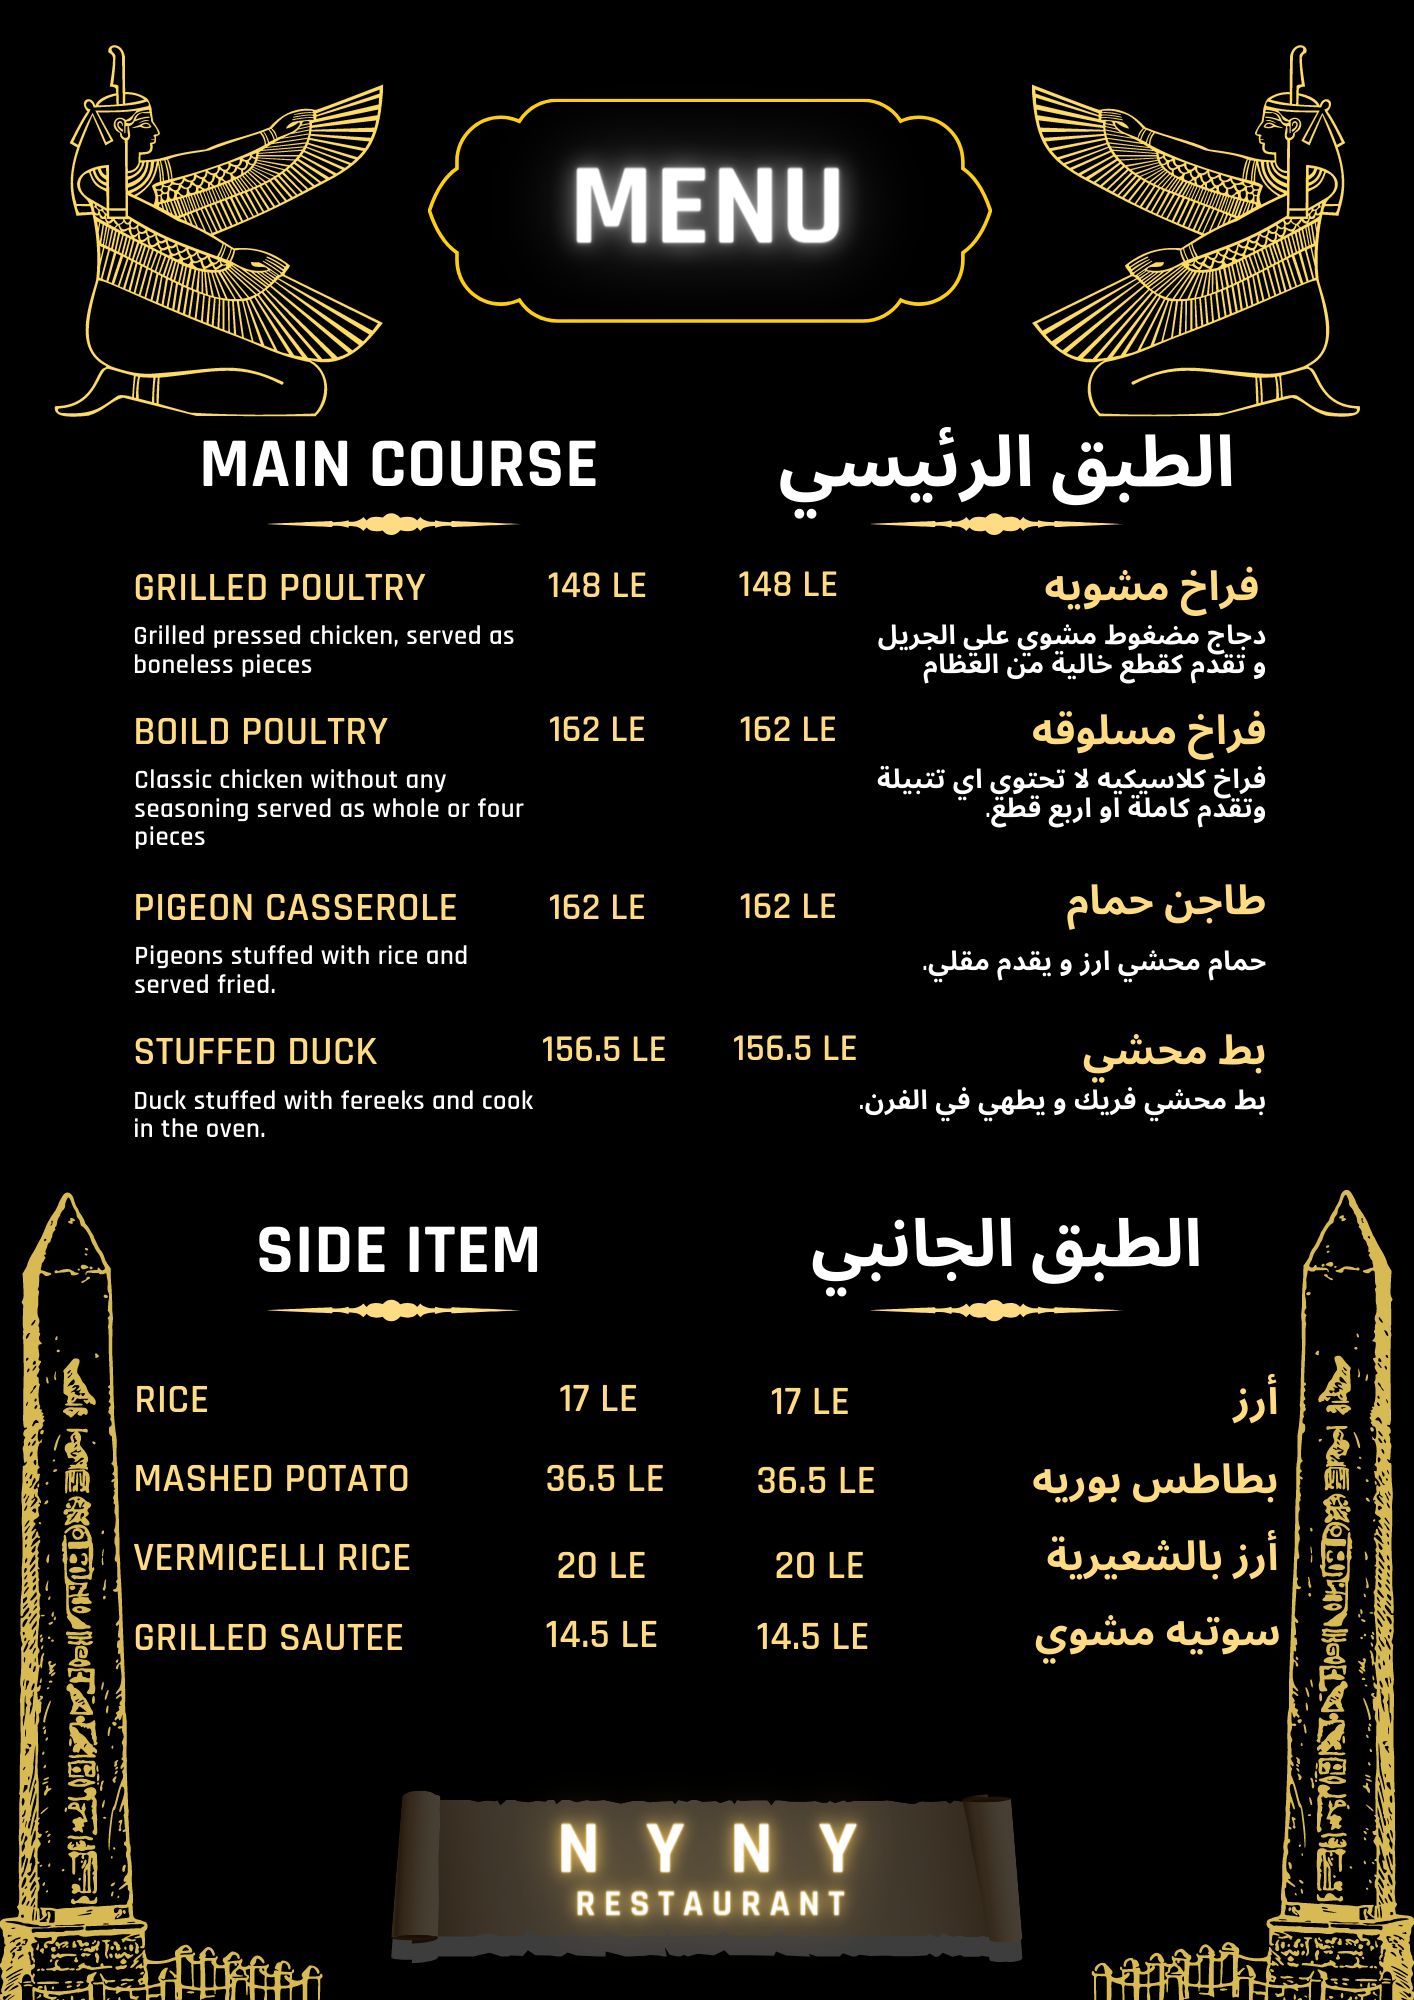 MENU
MAIN COURSE
الطبق الرئيسي
GRILLED POULTRY 148 LE
148 LE فراخ مشويه
Grilled pressed chicken, served as
boneless pieces
دجاج مضغوط مشوي علي الجريل
و تقدم كقطع خالية من العظام
BOILD POULTRY 162 LE
162 LE فراخ مسلوقه
Classic chicken without any
seasoning served as whole or four
pieces
فراخ كلاسيكيه لا تحتوي اي تتبيلة
وتقدم كاملة او اربع قطع.
PIGEON CASSEROLE 162 LE
162 LE طاجن حمام
Pigeons stuffed with rice and
served fried.
حمام محشي ارز و يقدم مقلي.
STUFFED DUCK 156.5 LE
156.5 LE بط محشي
Duck stuffed with fereeks and cook
in the oven.
بط محشي فريك و يطهي في الفرن.
SIDE ITEM
الطبق الجانبي
RICE 17 LE
17 LE أرز
MASHED POTATO 36.5 LE
36.5 LE بطاطس بوريه
VERMICELLI RICE 20 LE
20 LE أرز بالشعيرية
GRILLED SAUTEE 14.5 LE
14.5 LE سوتيه مشوي
NYNY
RESTAURANT